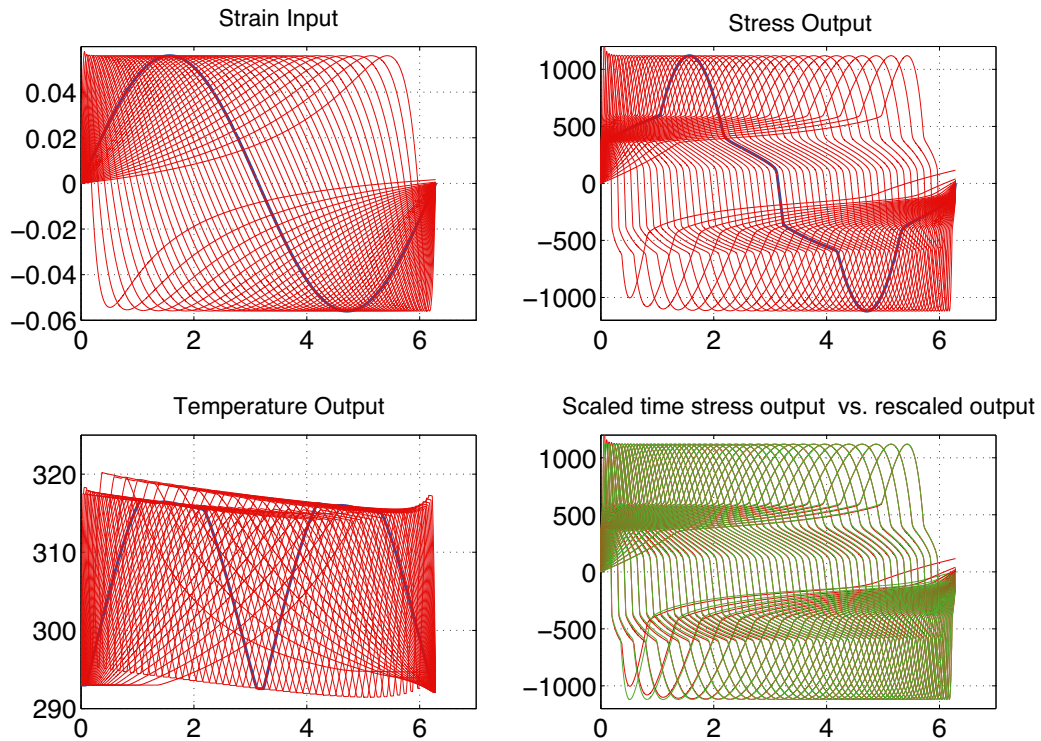 Strain Input
0.04
0.02
0
−0.02
−0.04
−0.06
0 2 4 6
Stress Output
1000
500
0
−500
−1000
0 2 4 6
Temperature Output
320
310
300
290
0 2 4 6
Scaled time stress output vs. rescaled output
1000
500
0
−500
−1000
0 2 4 6